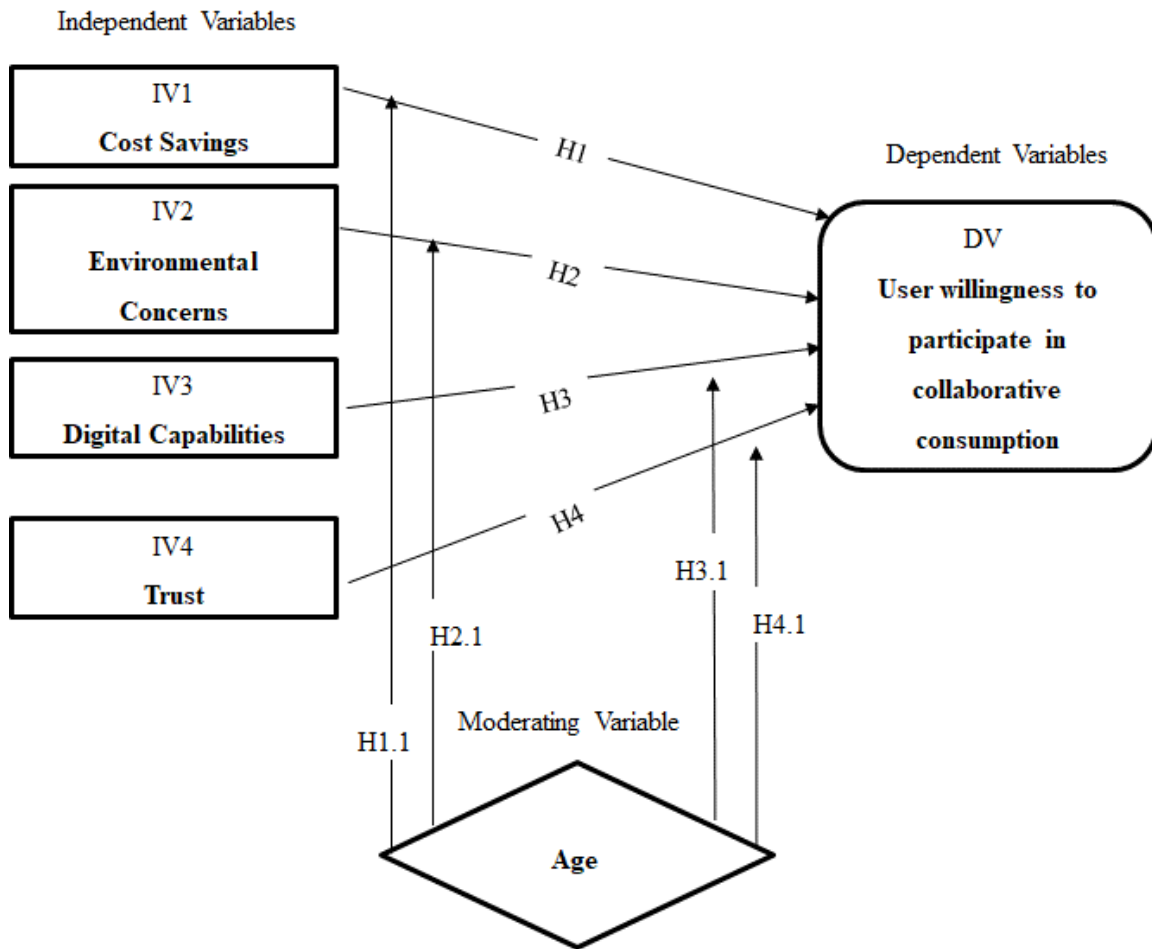 Independent Variables
IV1
Cost Savings
IV2
Environmental
Concerns
IV3
Digital Capabilities
IV4
Trust
H1
H2
H3
H4
Dependent Variables
DV
User willingness to
participate in
collaborative
consumption
H3.1
H4.1
H2.1
H1.1
Moderating Variable
Age